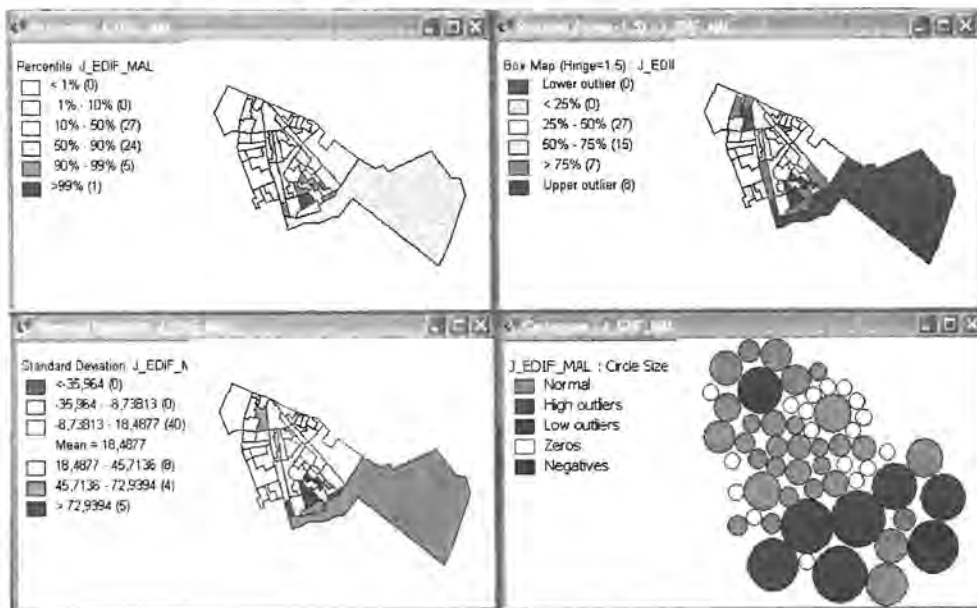 Percentile: J_EDIF_MAL
< 1% (0)
1% - 10% (0)
10% - 50% (27)
50% - 90% (24)
90% - 99% (5)
>99% (1)
Box Map (Hinge=1.5) : J_EDI
Lower outlier (0)
< 25% (0)
25% - 50% (27)
50% - 75% (15)
> 75% (7)
Upper outlier (8)
Standard Deviation: J_EDIF_M
<-35,964 (0)
-35,964 - -8,73813 (0)
-8,73813 - 18,4877 (40)
Mean = 18,4877
18,4877 - 45,7136 (8)
45,7136 - 72,9394 (4)
> 72,9394 (5)
J_EDIF_MAL : Circle Size
Normal
High outliers
Low outliers
Zeros
Negatives